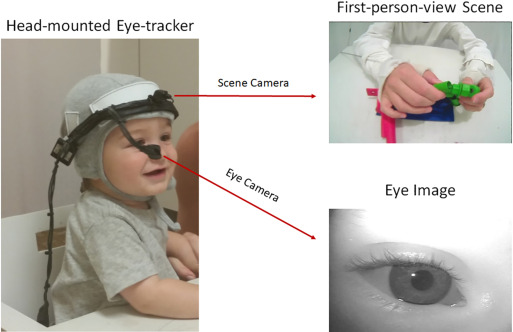 Head-mounted Eye-tracker
First-person-view Scene
Scene Camera
Eye Camera
Eye Image